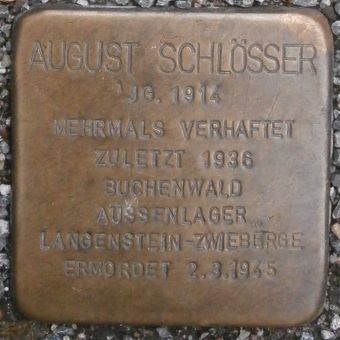 AUGUST SCHLÖSSER
JG. 1914
MEHRMALS VERHAFTET
ZULETZT 1936
BUCHENWALD
AUSSENLAGER
LANGENSTEIN-ZWIEBERGE
ERMORDET 2.3.1945